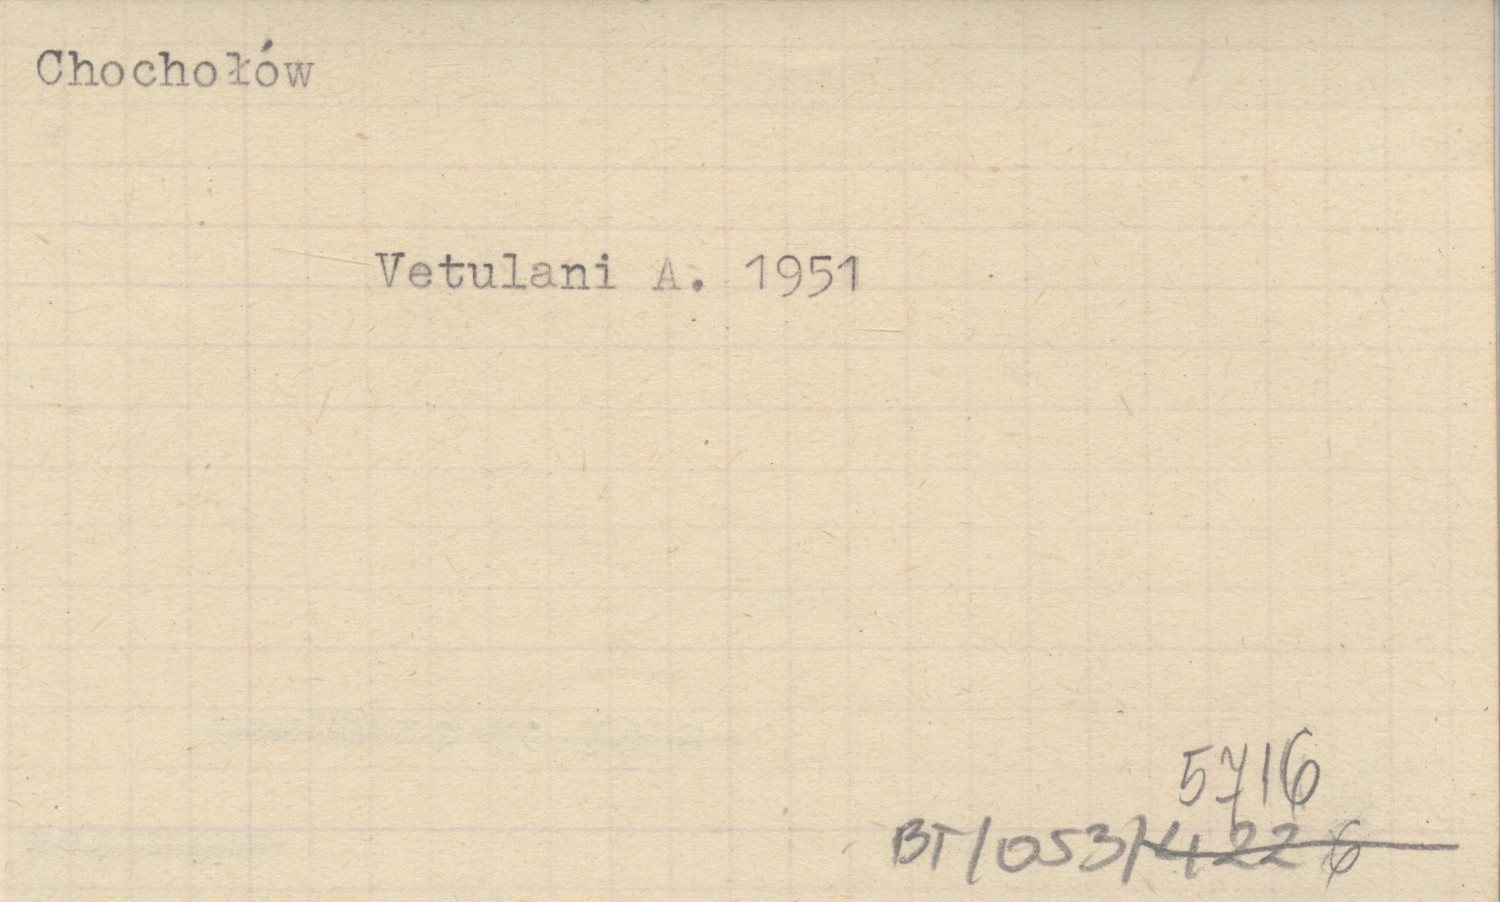 Chochołów
Vetulani A. 1951
5716
BT/053/4226